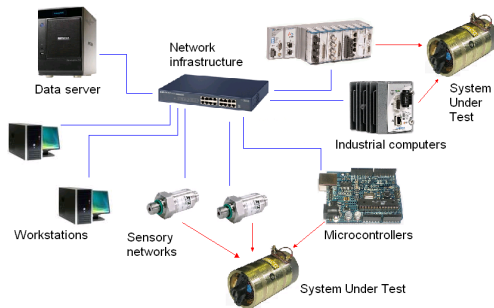 Network
infrastructure
Data server
System
Under
Test
Industrial computers
Workstations
Sensory
networks
Microcontrollers
System Under Test